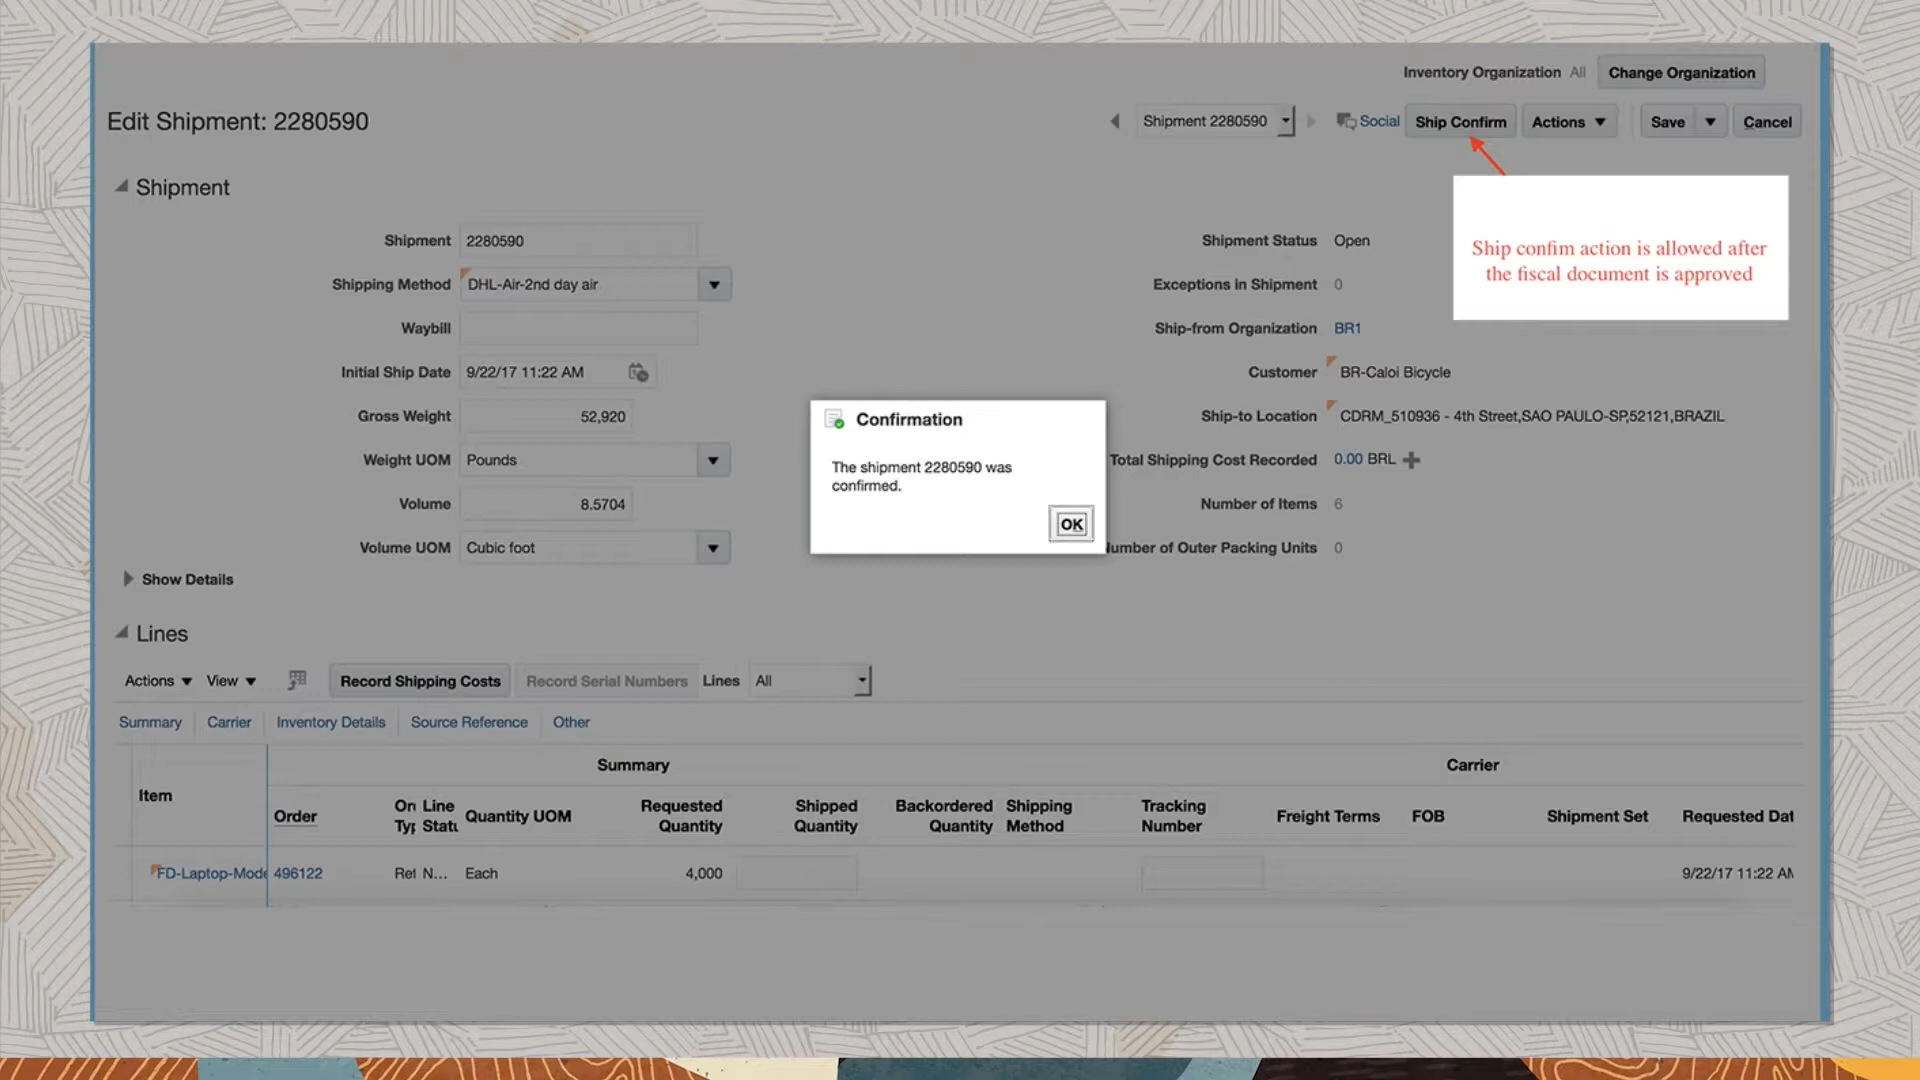 Inventory Organization All Change Organization
Edit Shipment: 2280590
Shipment 2280590
Social
Ship Confirm
Actions
Save
Cancel
Ship confim action is allowed after
the fiscal document is approved
Shipment
Shipment 2280590
Shipping Method DHL-Air-2nd day air
Waybill
Initial Ship Date 9/22/17 11:22 AM
Gross Weight 52,920
Weight UOM Pounds
Volume 8.5704
Volume UOM Cubic foot
Show Details
Shipment Status Open
Exceptions in Shipment 0
Ship-from Organization BR1
Customer BR-Caloi Bicycle
Ship-to Location CDRM_510936 - 4th Street,SAO PAULO-SP,52121,BRAZIL
Total Shipping Cost Recorded 0.00 BRL
Number of Items 6
Number of Outer Packing Units 0
Confirmation
The shipment 2280590 was
confirmed.
OK
Lines
Actions View Record Shipping Costs Record Serial Numbers Lines All
Summary Carrier Inventory Details Source Reference Other
Summary Carrier
Item
Order
Line
Quantity UOM
Requested
Quantity
Shipped
Quantity
Backordered
Quantity
Shipping
Method
Tracking
Number
Freight Terms
FOB
Shipment Set
Requested Dat
FD-Laptop-Mode 496122 Ref N... Each 4,000 9/22/17 11:22 AM